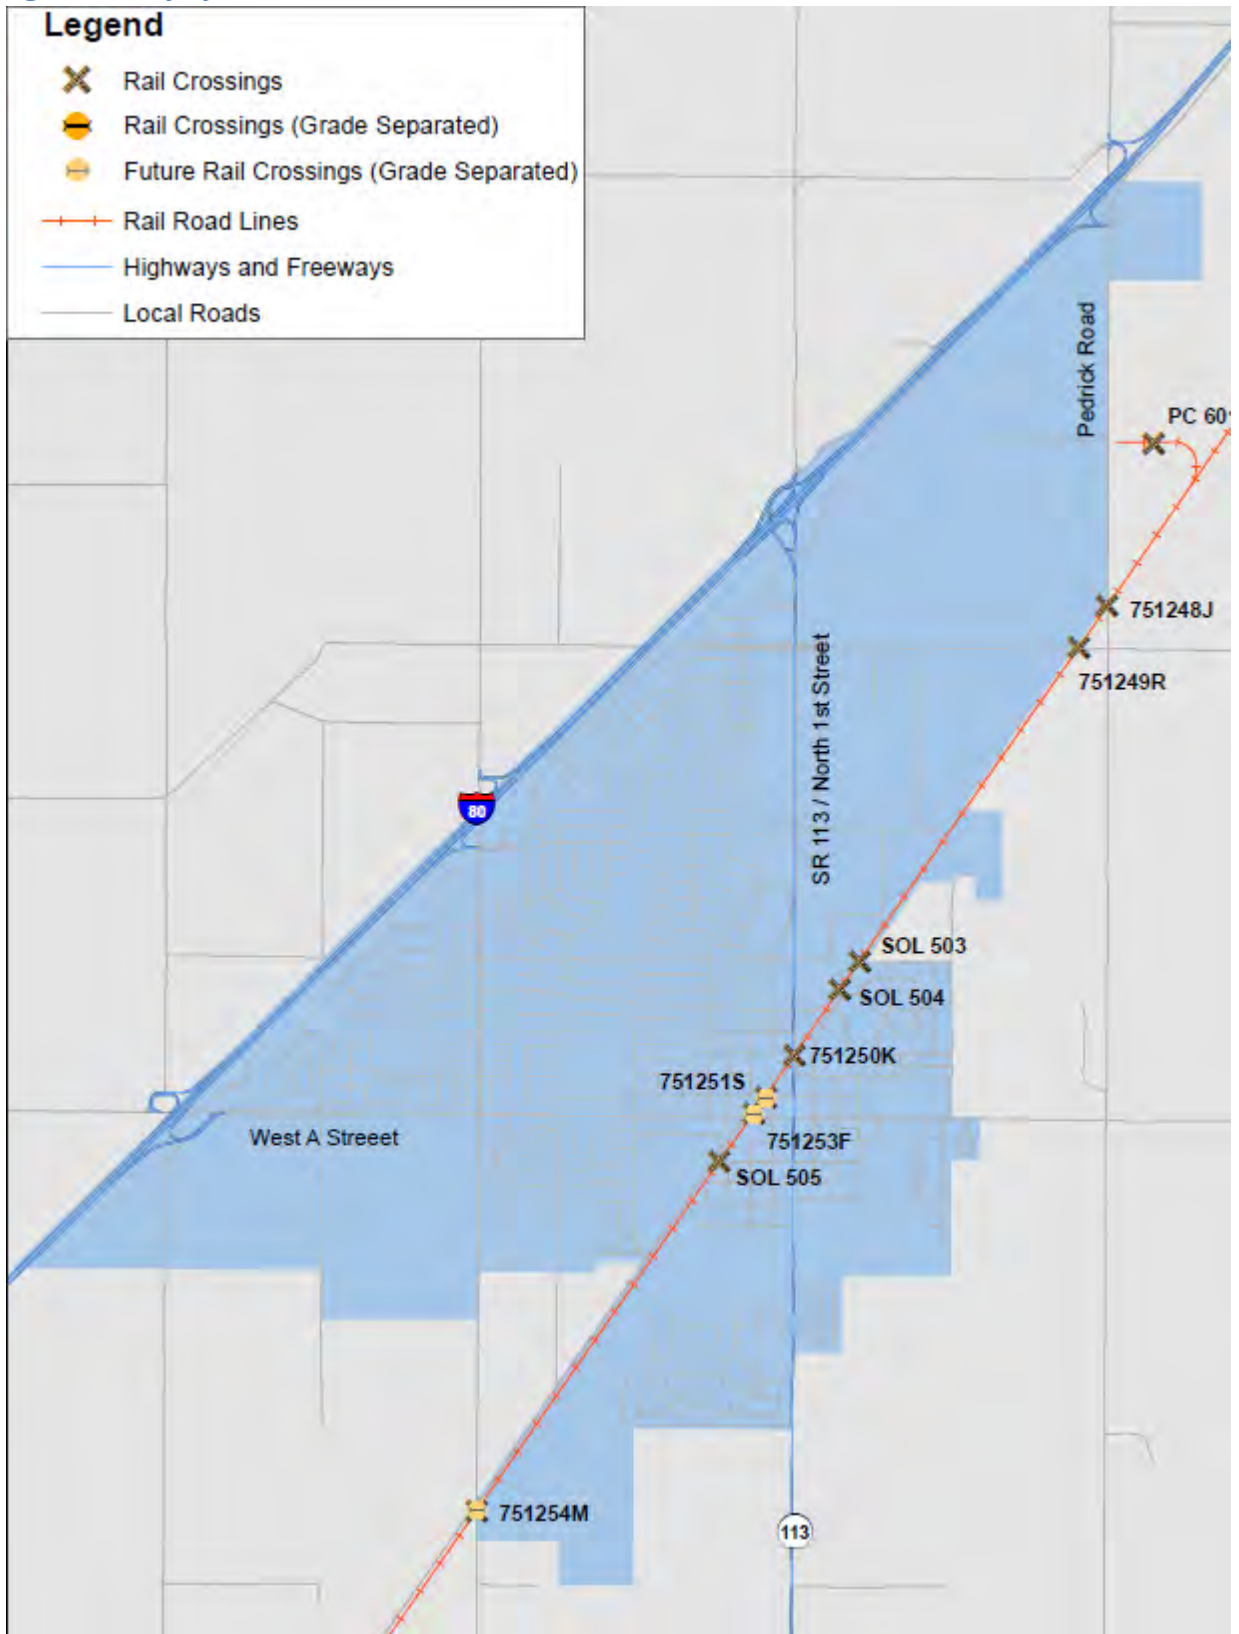 Legend
Rail Crossings
Rail Crossings (Grade Separated)
Future Rail Crossings (Grade Separated)
Rail Road Lines
Highways and Freeways
Local Roads
Pedrick Road
PC 601
751248J
751249R
SR 113 / North 1st Street
80
SOL 503
SOL 504
751250K
751251S
751253F
West A Streeet
SOL 505
751254M
113